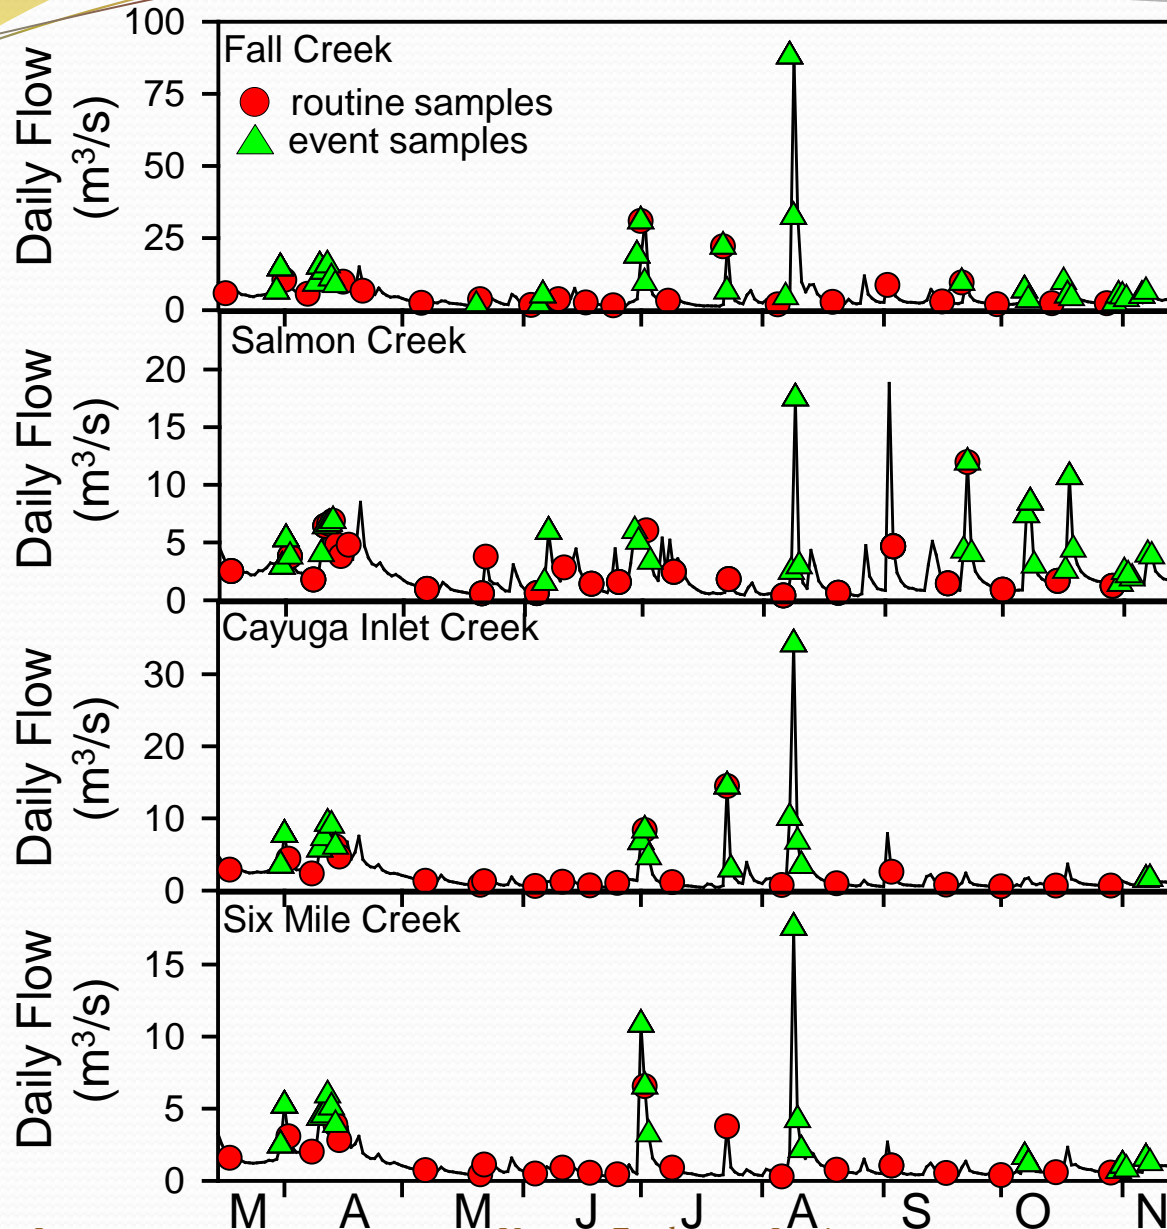 100
Fall Creek
routine samples
event samples
75
50
25
0
Daily Flow
(m³/s)
Salmon Creek
20
15
10
5
0
Daily Flow
(m³/s)
Cayuga Inlet Creek
30
20
10
0
Daily Flow
(m³/s)
Six Mile Creek
15
10
5
0
Daily Flow
(m³/s)
M A M J J A S O N